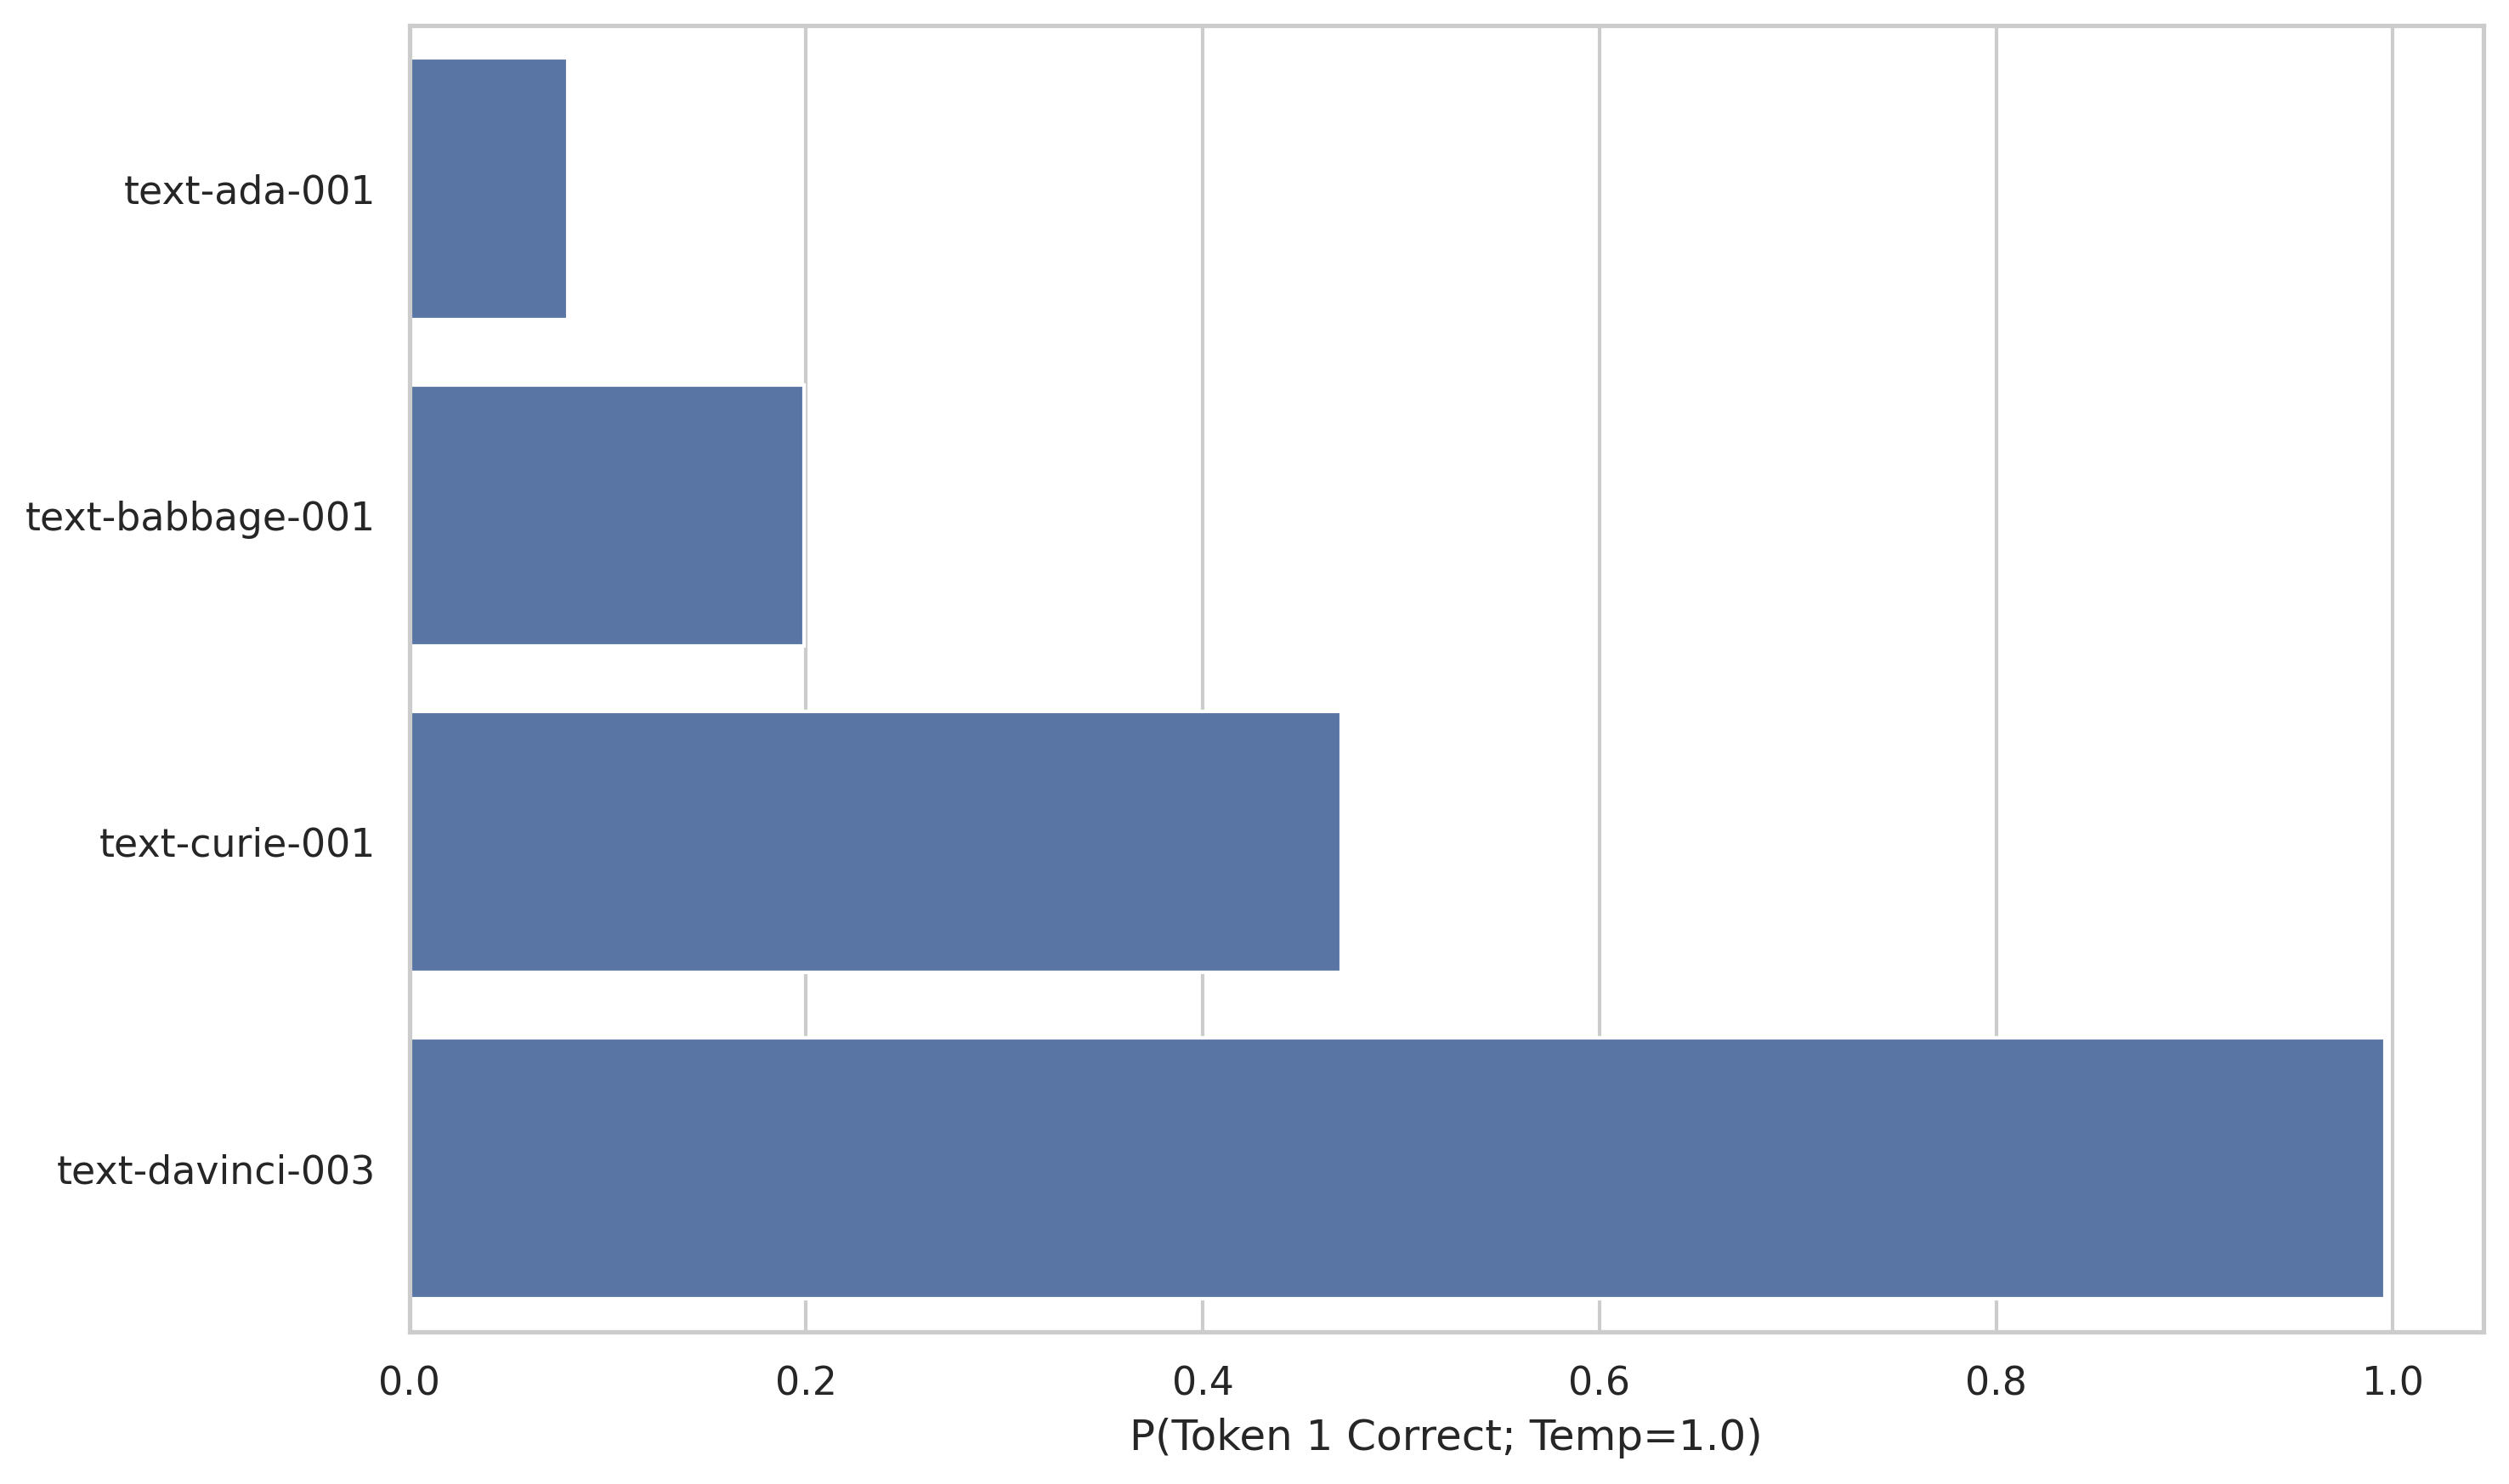 text-ada-001
text-babbage-001
text-curie-001
text-davinci-003
0.0 0.2 0.4 0.6 0.8 1.0
P(Token 1 Correct; Temp=1.0)